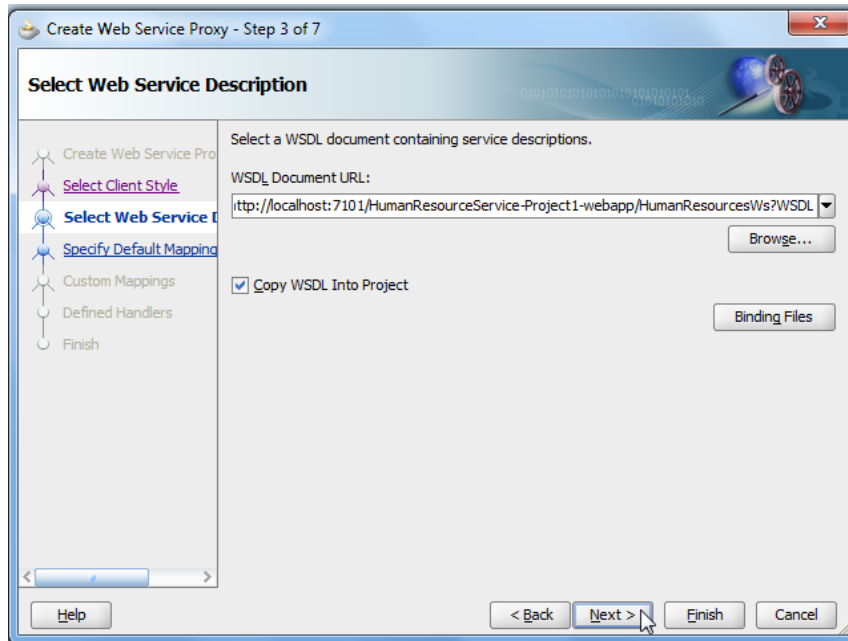 Create Web Service Proxy - Step 3 of 7
Select Web Service Description
Create Web Service Pro
Select Client Style
Select Web Service D
Specify Default Mapping
Custom Mappings
Defined Handlers
Finish
Select a WSDL document containing service descriptions.
WSDL Document URL:
ttp://localhost:7101/HumanResourceService-Project1-webapp/HumanResourcesWs?WSDL
Browse...
Copy WSDL Into Project
Binding Files
Help
< Back
Next >
Finish
Cancel